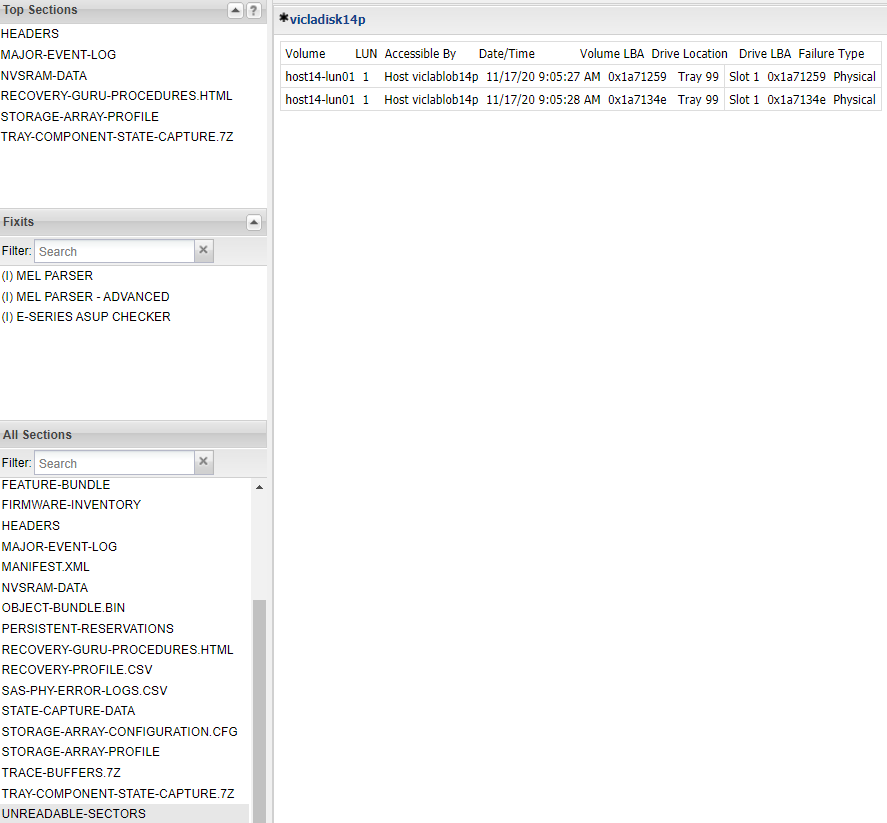 Top Sections
?
HEADERS
MAJOR-EVENT-LOG
NVSRAM-DATA
RECOVERY-GURU-PROCEDURES.HTML
STORAGE-ARRAY-PROFILE
TRAY-COMPONENT-STATE-CAPTURE.7Z
Fixits
Filter: Search
(I) MEL PARSER
(I) MEL PARSER - ADVANCED
(I) E-SERIES ASUP CHECKER
All Sections
Filter: Search
FEATURE-BUNDLE
FIRMWARE-INVENTORY
HEADERS
MAJOR-EVENT-LOG
MANIFEST.XML
NVSRAM-DATA
OBJECT-BUNDLE.BIN
PERSISTENT-RESERVATIONS
RECOVERY-GURU-PROCEDURES.HTML
RECOVERY-PROFILE.CSV
SAS-PHY-ERROR-LOGS.CSV
STATE-CAPTURE-DATA
STORAGE-ARRAY-CONFIGURATION.CFG
STORAGE-ARRAY-PROFILE
TRACE-BUFFERS.7Z
TRAY-COMPONENT-STATE-CAPTURE.7Z
UNREADABLE-SECTORS
✱vicladisk14p
Volume LUN Accessible By Date/Time Volume LBA Drive Location Drive LBA Failure Type
host14-lun01 1 Host viclablob14p 11/17/20 9:05:27 AM 0x1a71259 Tray 99 Slot 1 0x1a71259 Physical
host14-lun01 1 Host viclablob14p 11/17/20 9:05:28 AM 0x1a7134e Tray 99 Slot 1 0x1a7134e Physical